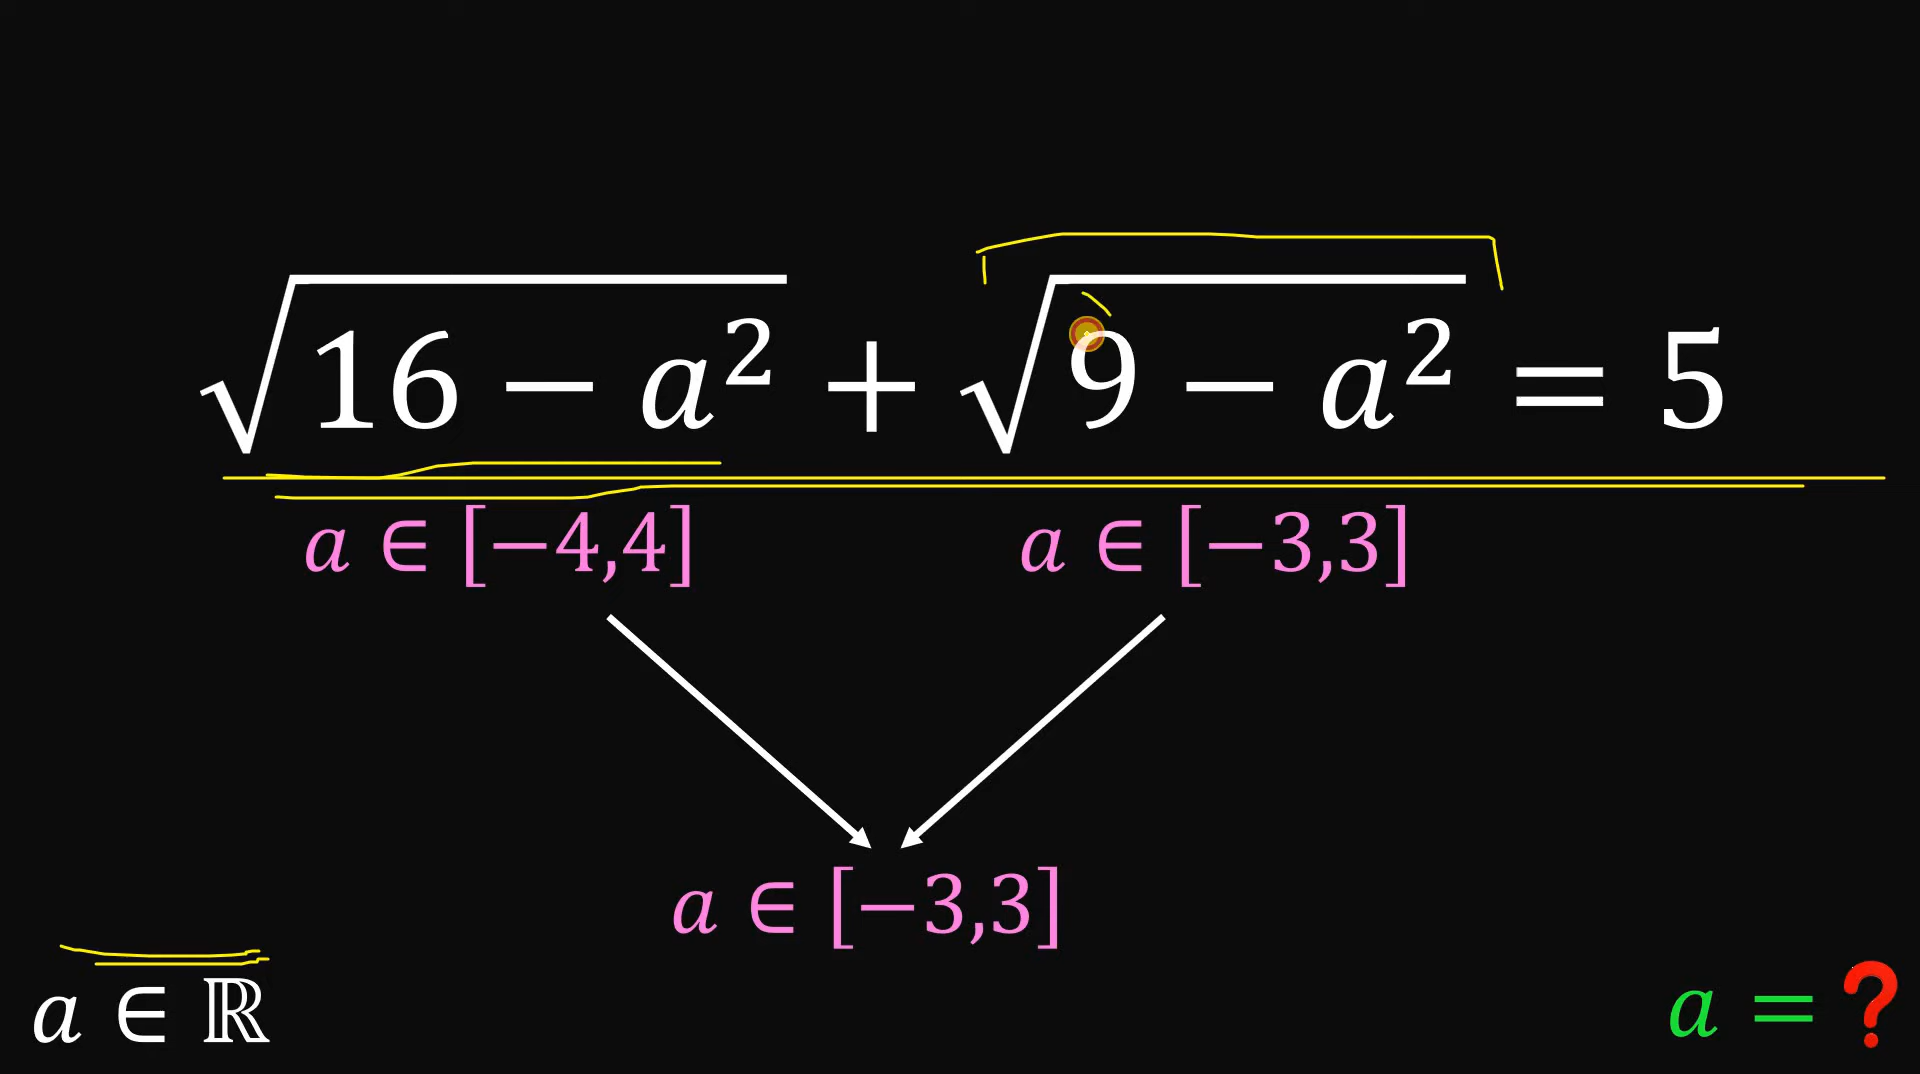 √(16 − a²) + √(9 − a²) = 5
a ∈ [−4,4]
a ∈ [−3,3]
a ∈ [−3,3]
a ∈ ℝ
a = ?